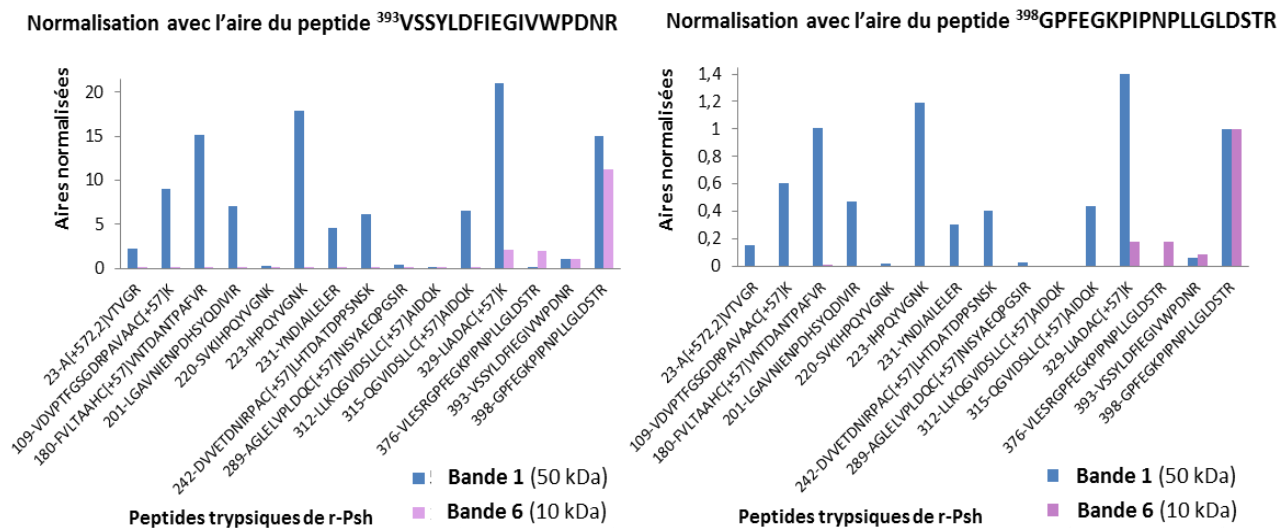 Normalisation avec l’aire du peptide ³⁹³VSSYLDFIEGIVWPDNR
Aires normalisées
20
15
10
5
0
23-A[+572,2]VTVGR
109-VDVPTFGSGDRPAVAAC[+57]K
180-FVLTAAHC[+57]VNTDANTPAFVR
201-LGAVNIENPDHSYQDIVIR
220-SVKIHPQYVGNK
223-IHPQYVGNK
231-YNDIAILELER
242-DVVETDNIRPAC[+57]LHTDATDPPSNSK
289-AGLELVPLDQC[+57]NISYAEQPGSIR
312-LLKQGVIDSLLC[+57]AIDQK
315-QGVIDSLLC[+57]AIDQK
329-LIADAC[+57]K
376-VLESRGPFEGKPIPNPLLGLDSTR
393-VSSYLDFIEGIVWPDNR
398-GPFEGKPIPNPLLGLDSTR
Bande 1 (50 kDa)
Bande 6 (10 kDa)
Peptides trypsiques de r-Psh
Normalisation avec l’aire du peptide ³⁹⁸GPFEGKPIPNPLLGLDSTR
Aires normalisées
1,4
1,2
1
0,8
0,6
0,4
0,2
0
23-A[+572,2]VTVGR
109-VDVPTFGSGDRPAVAAC[+57]K
180-FVLTAAHC[+57]VNTDANTPAFVR
201-LGAVNIENPDHSYQDIVIR
220-SVKIHPQYVGNK
223-IHPQYVGNK
231-YNDIAILELER
242-DVVETDNIRPAC[+57]LHTDATDPPSNSK
289-AGLELVPLDQC[+57]NISYAEQPGSIR
312-LLKQGVIDSLLC[+57]AIDQK
315-QGVIDSLLC[+57]AIDQK
329-LIADAC[+57]K
376-VLESRGPFEGKPIPNPLLGLDSTR
393-VSSYLDFIEGIVWPDNR
398-GPFEGKPIPNPLLGLDSTR
Bande 1 (50 kDa)
Bande 6 (10 kDa)
Peptides trypsiques de r-Psh